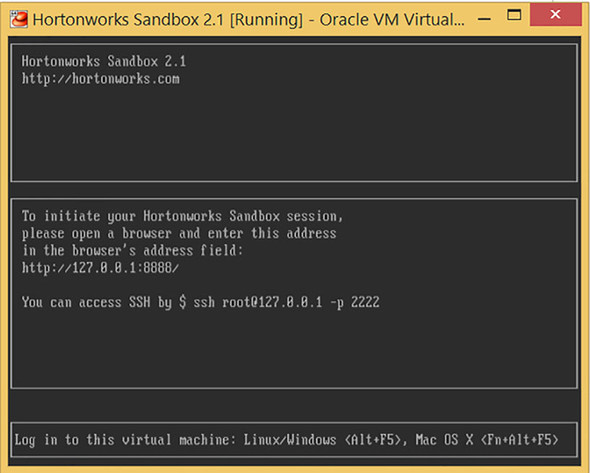 Hortonworks Sandbox 2.1 [Running] - Oracle VM Virtual...
Hortonworks Sandbox 2.1
http://hortonworks.com
To initiate your Hortonworks Sandbox session,
please open a browser and enter this address
in the browser's address field:
http://127.0.0.1:8888/
You can access SSH by $ ssh root@127.0.0.1 -p 2222
Log in to this virtual machine: Linux/Windows <Alt+F5>, Mac OS X <Fn+Alt+F5>